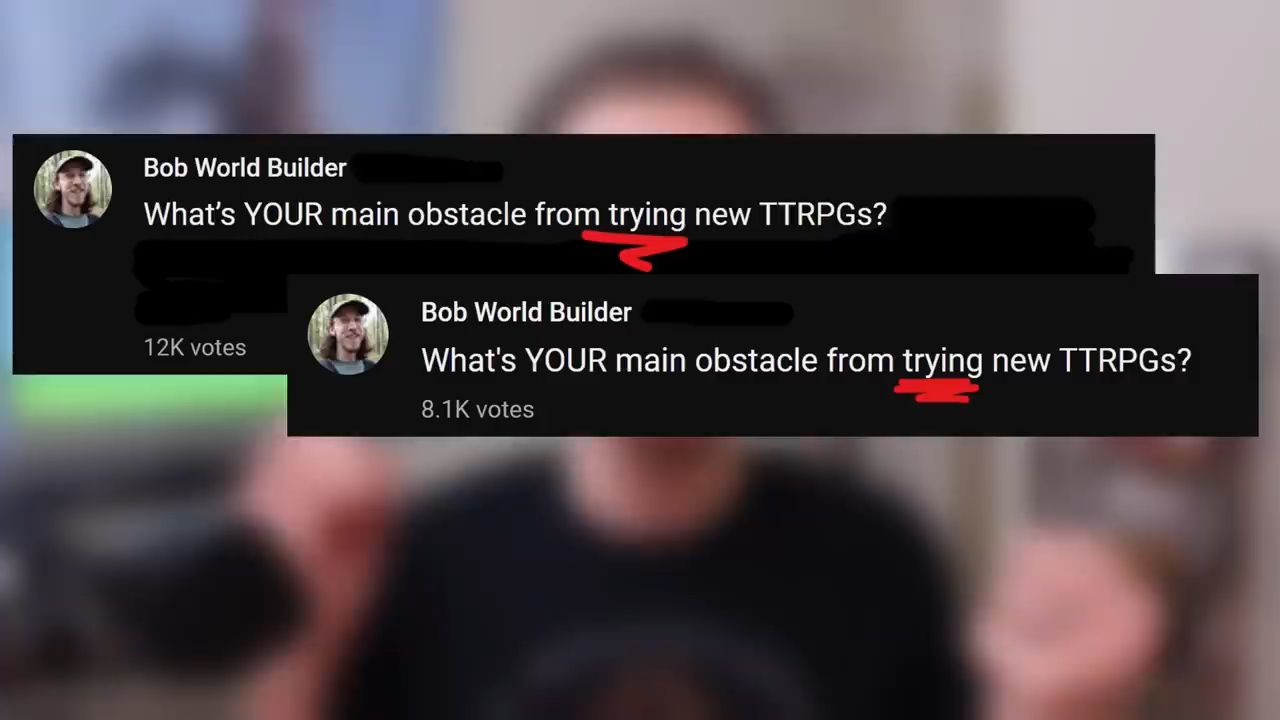 Bob World Builder
What’s YOUR main obstacle from trying new TTRPGs?
12K votes
Bob World Builder
What's YOUR main obstacle from trying new TTRPGs?
8.1K votes